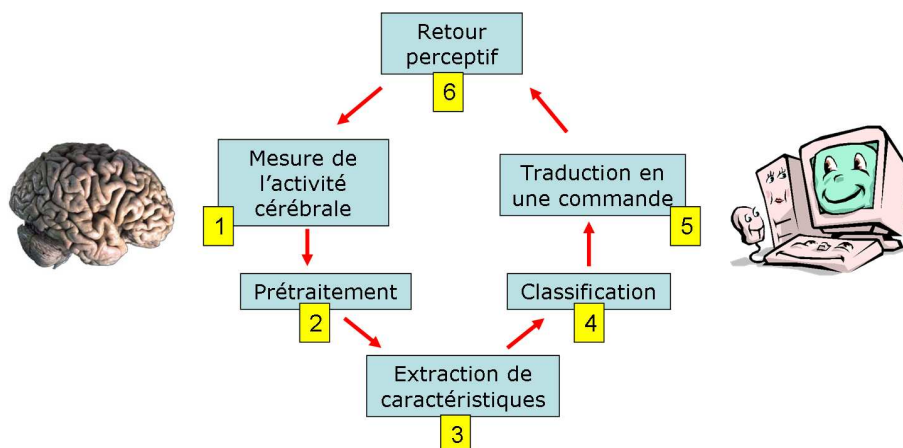 Retour
perceptif
6
Mesure de
l'activité
cérébrale
1
Traduction en
une commande
5
Prétraitement
2
Classification
4
Extraction de
caractéristiques
3